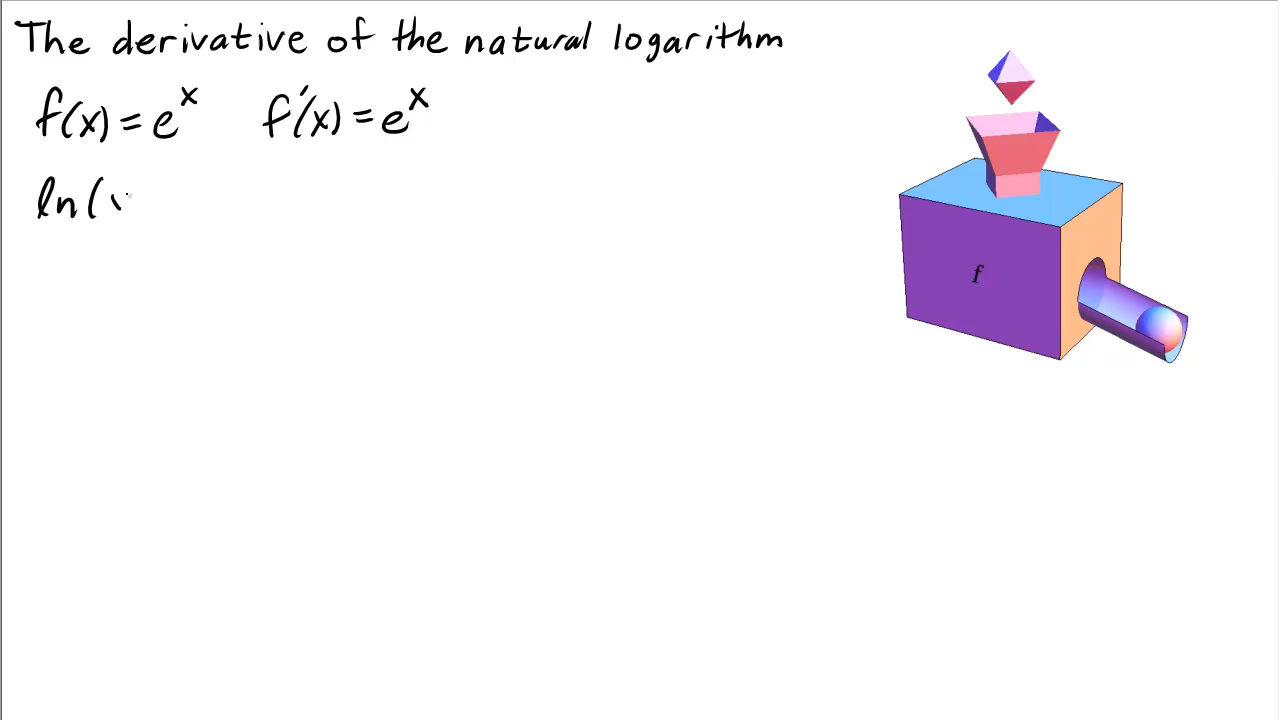 The derivative of the natural logarithm
f(x) = e^x f'(x) = e^x
ln(
f